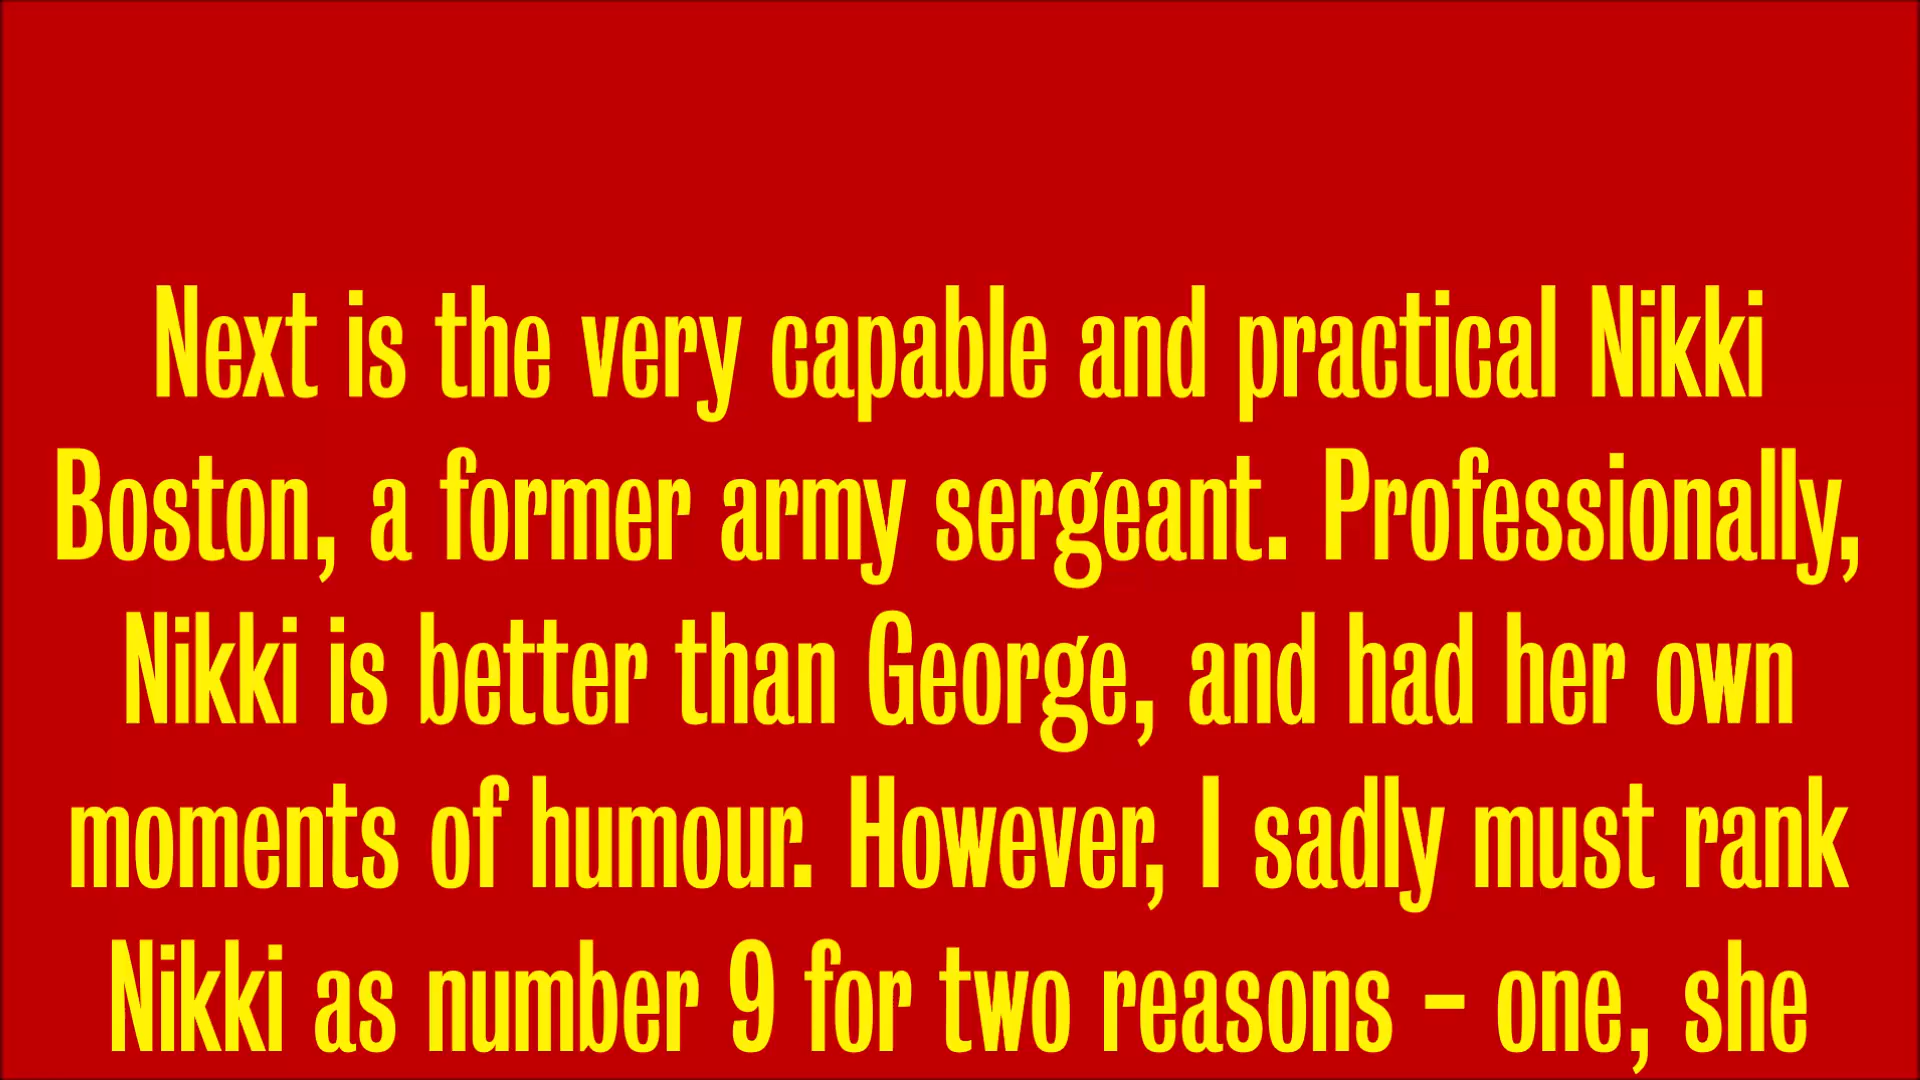 Next is the very capable and practical Nikki
Boston, a former army sergeant. Professionally,
Nikki is better than George, and had her own
moments of humour. However, I sadly must rank
Nikki as number 9 for two reasons – one, she